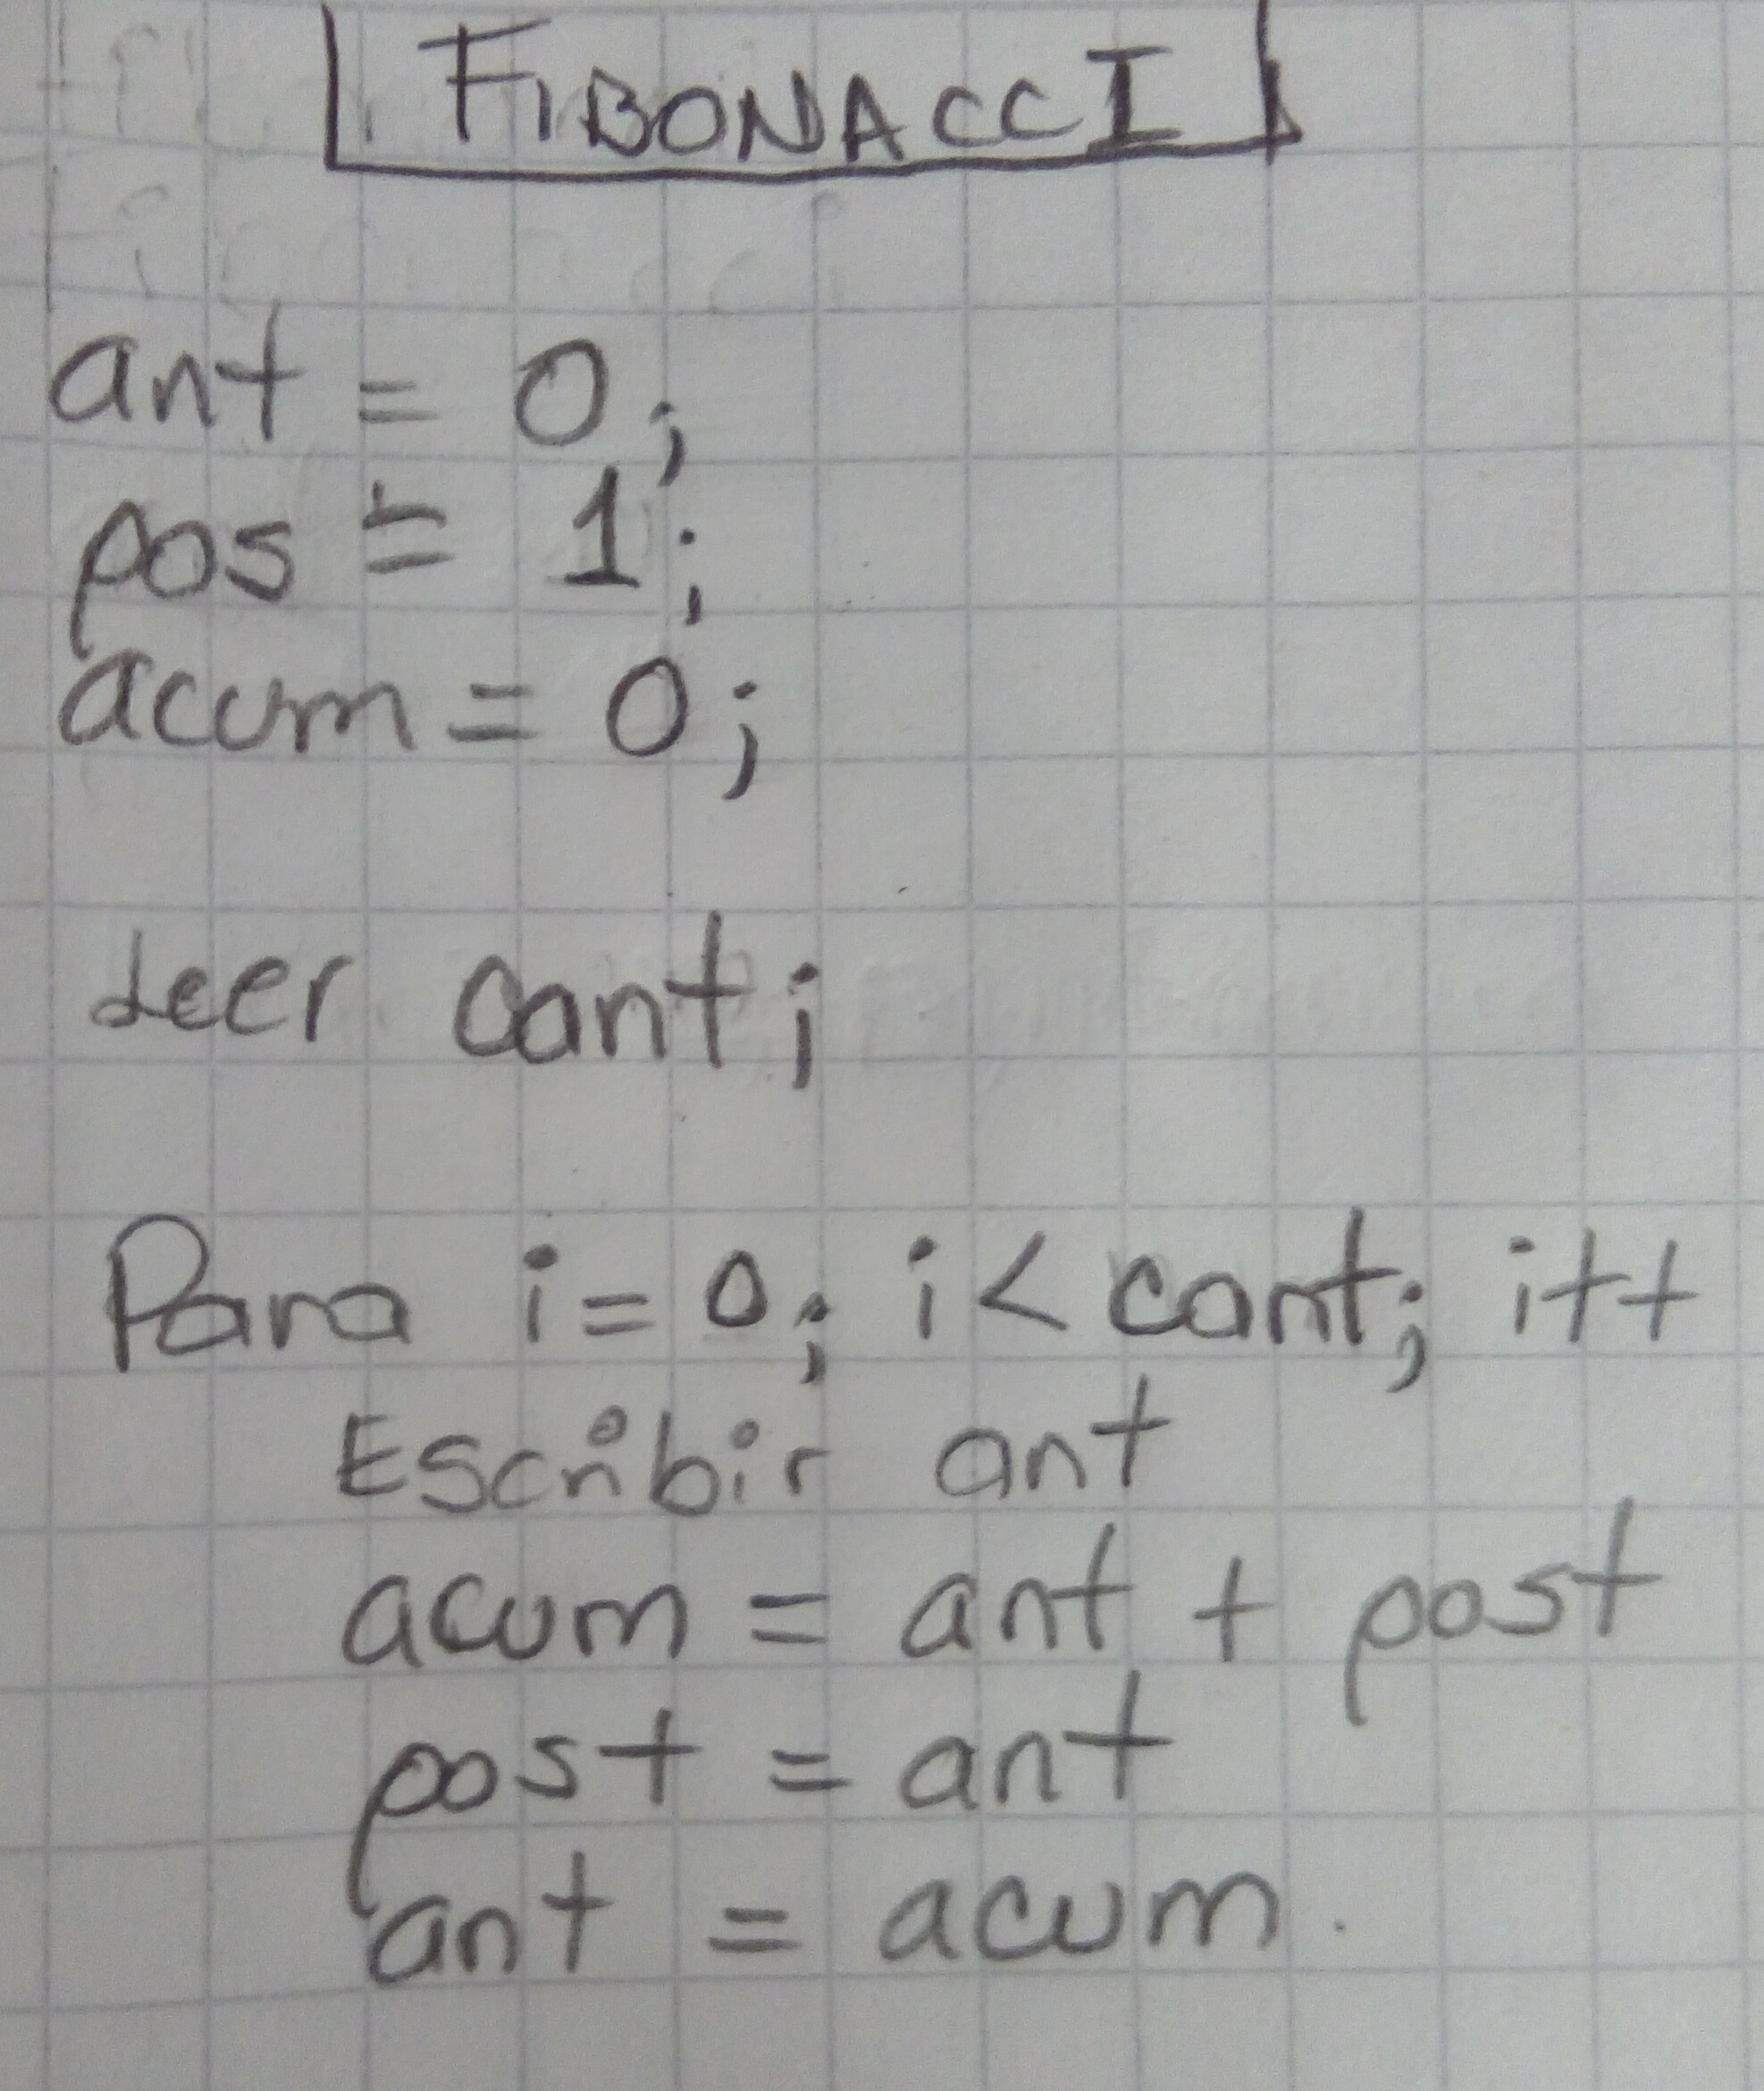 FIBONACCI
ant = 0;
pos = 1;
acum = 0;
Leer cant;
Para i = 0; i < cant; i++
Escribir ant
acum = ant + post
post = ant
ant = acum.